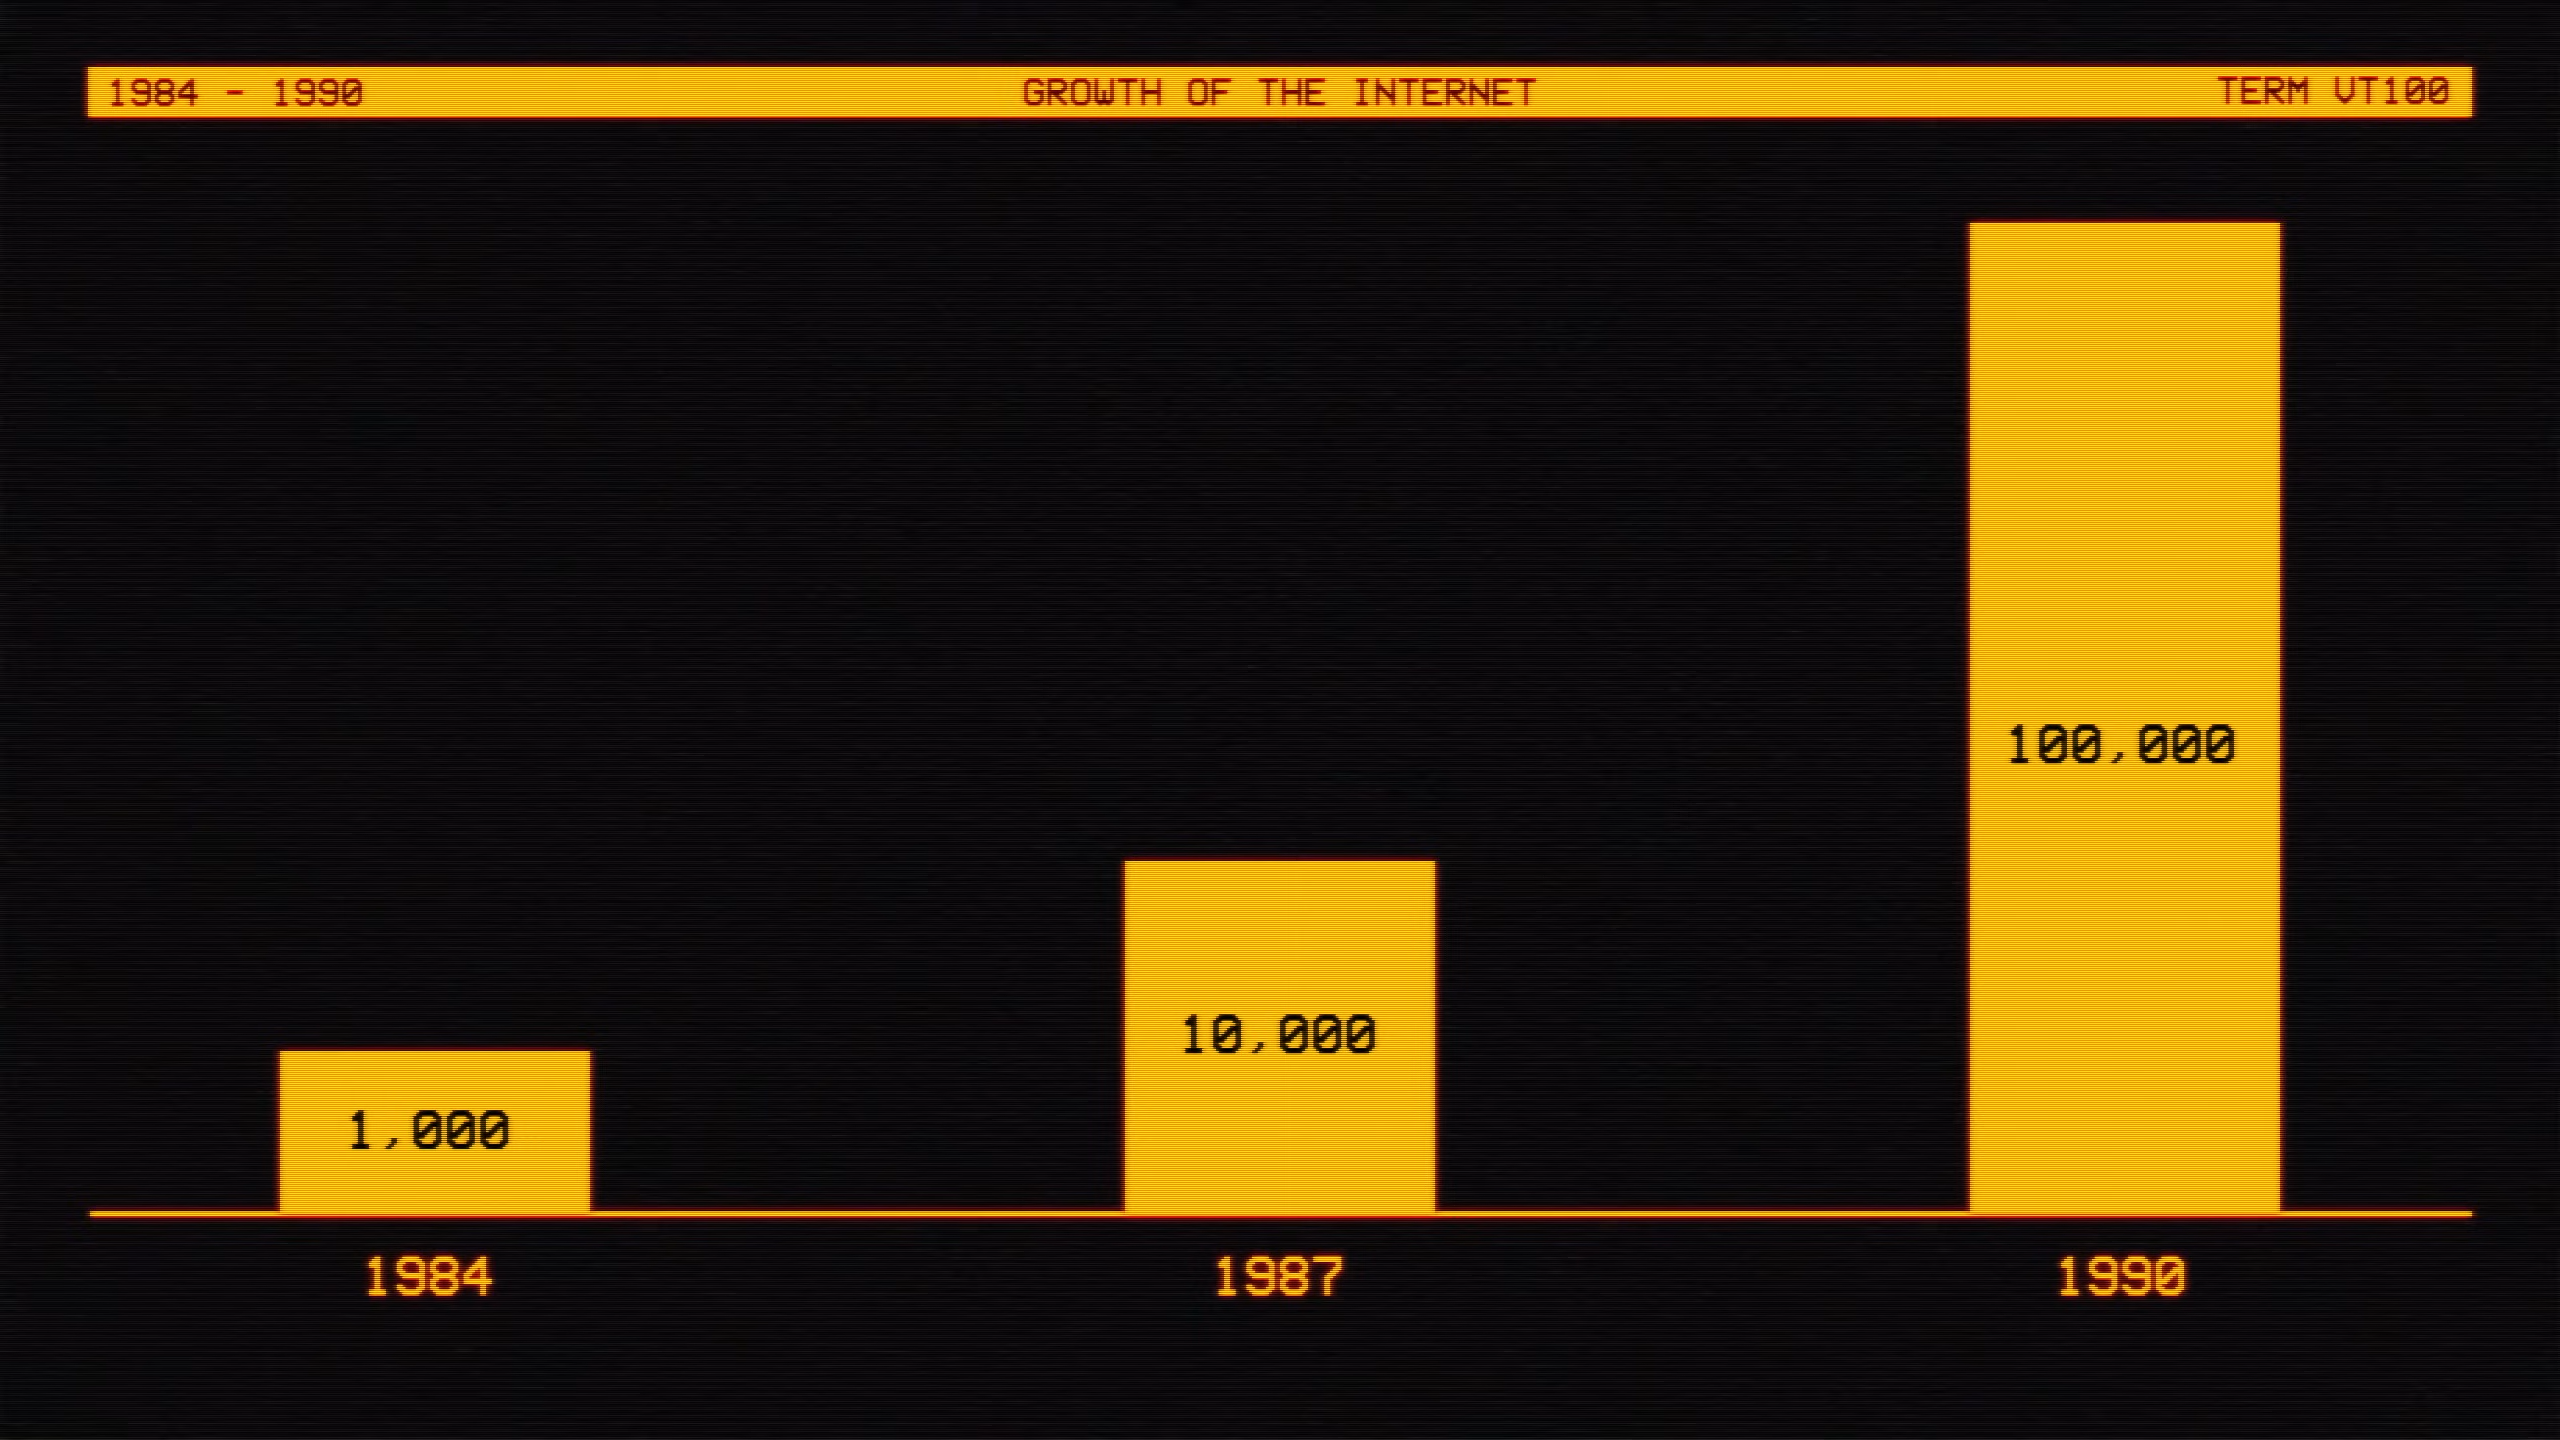 1984 - 1990 GROWTH OF THE INTERNET TERM VT100
100,000
10,000
1,000
1984 1987 1990